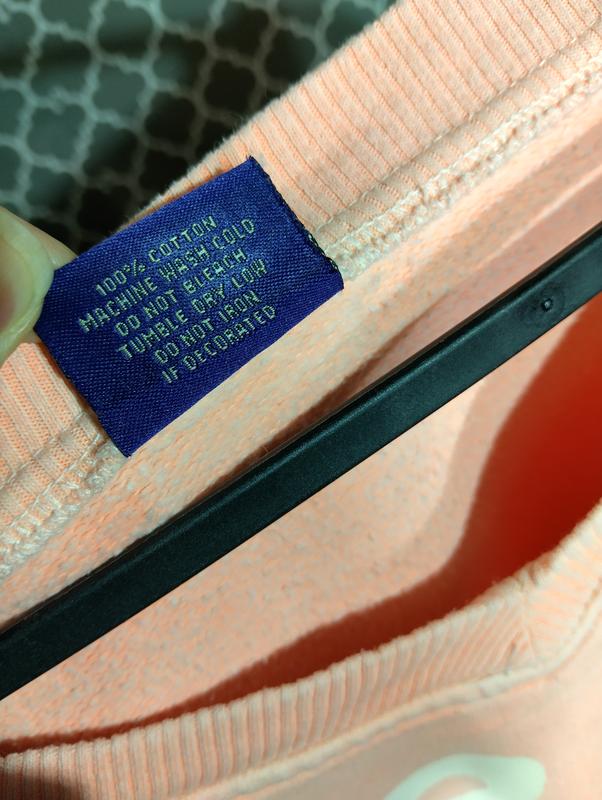 100% COTTON
MACHINE WASH COLD
DO NOT BLEACH
TUMBLE DRY LOW
DO NOT IRON
IF DECORATED